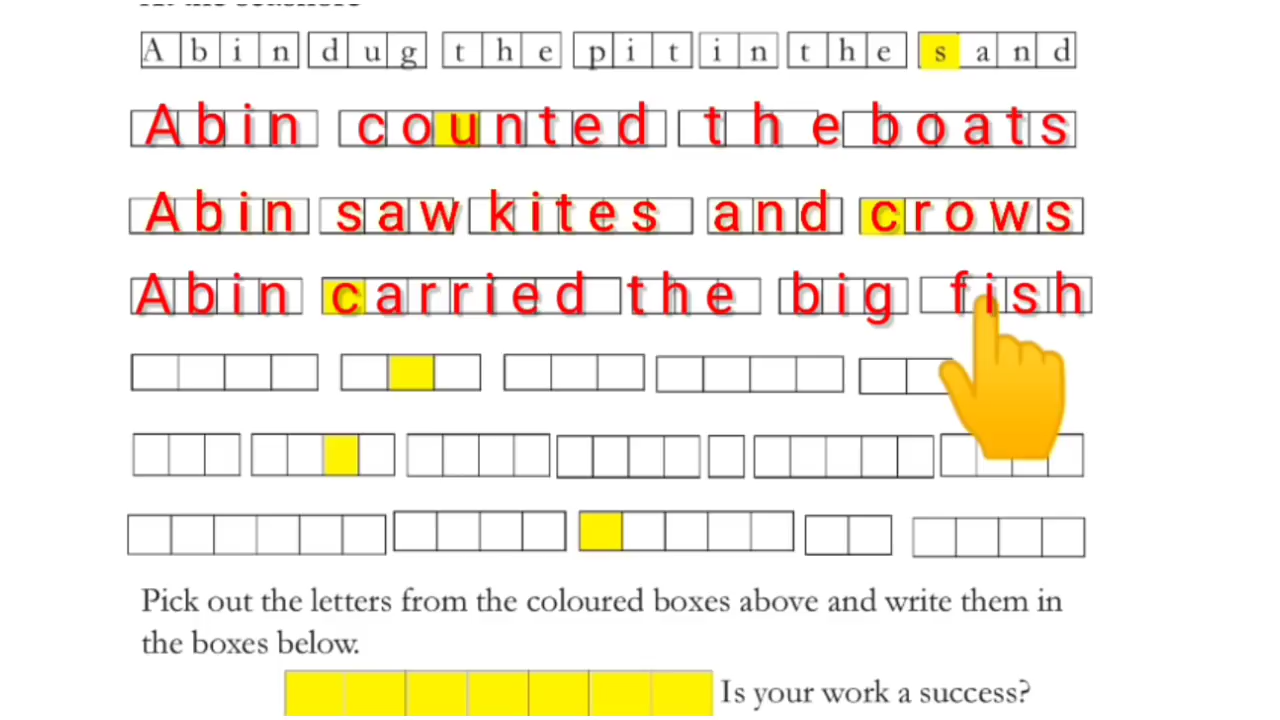 Abin dug the pit in the sand
Abin counted the boats
Abin saw kites and crows
Abin carried the big fish
Pick out the letters from the coloured boxes above and write them in
the boxes below.
Is your work a success?